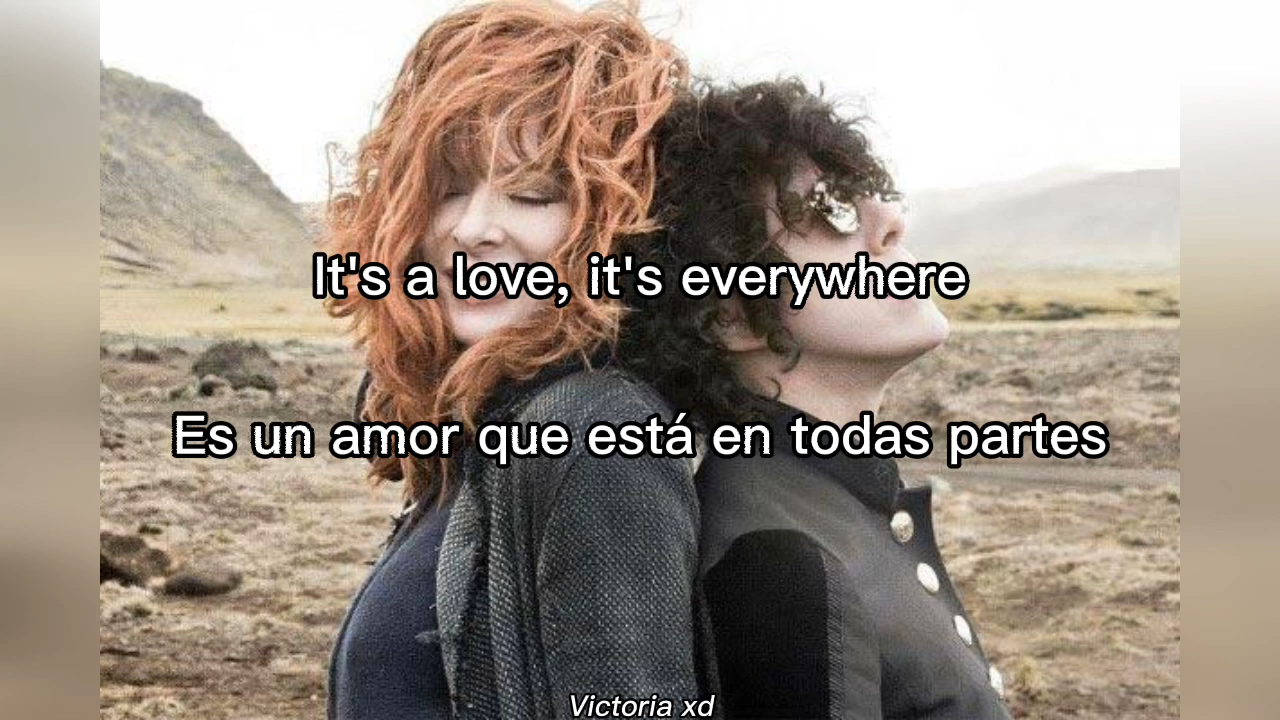 It's a love, it's everywhere
Es un amor que está en todas partes
Victoria xd